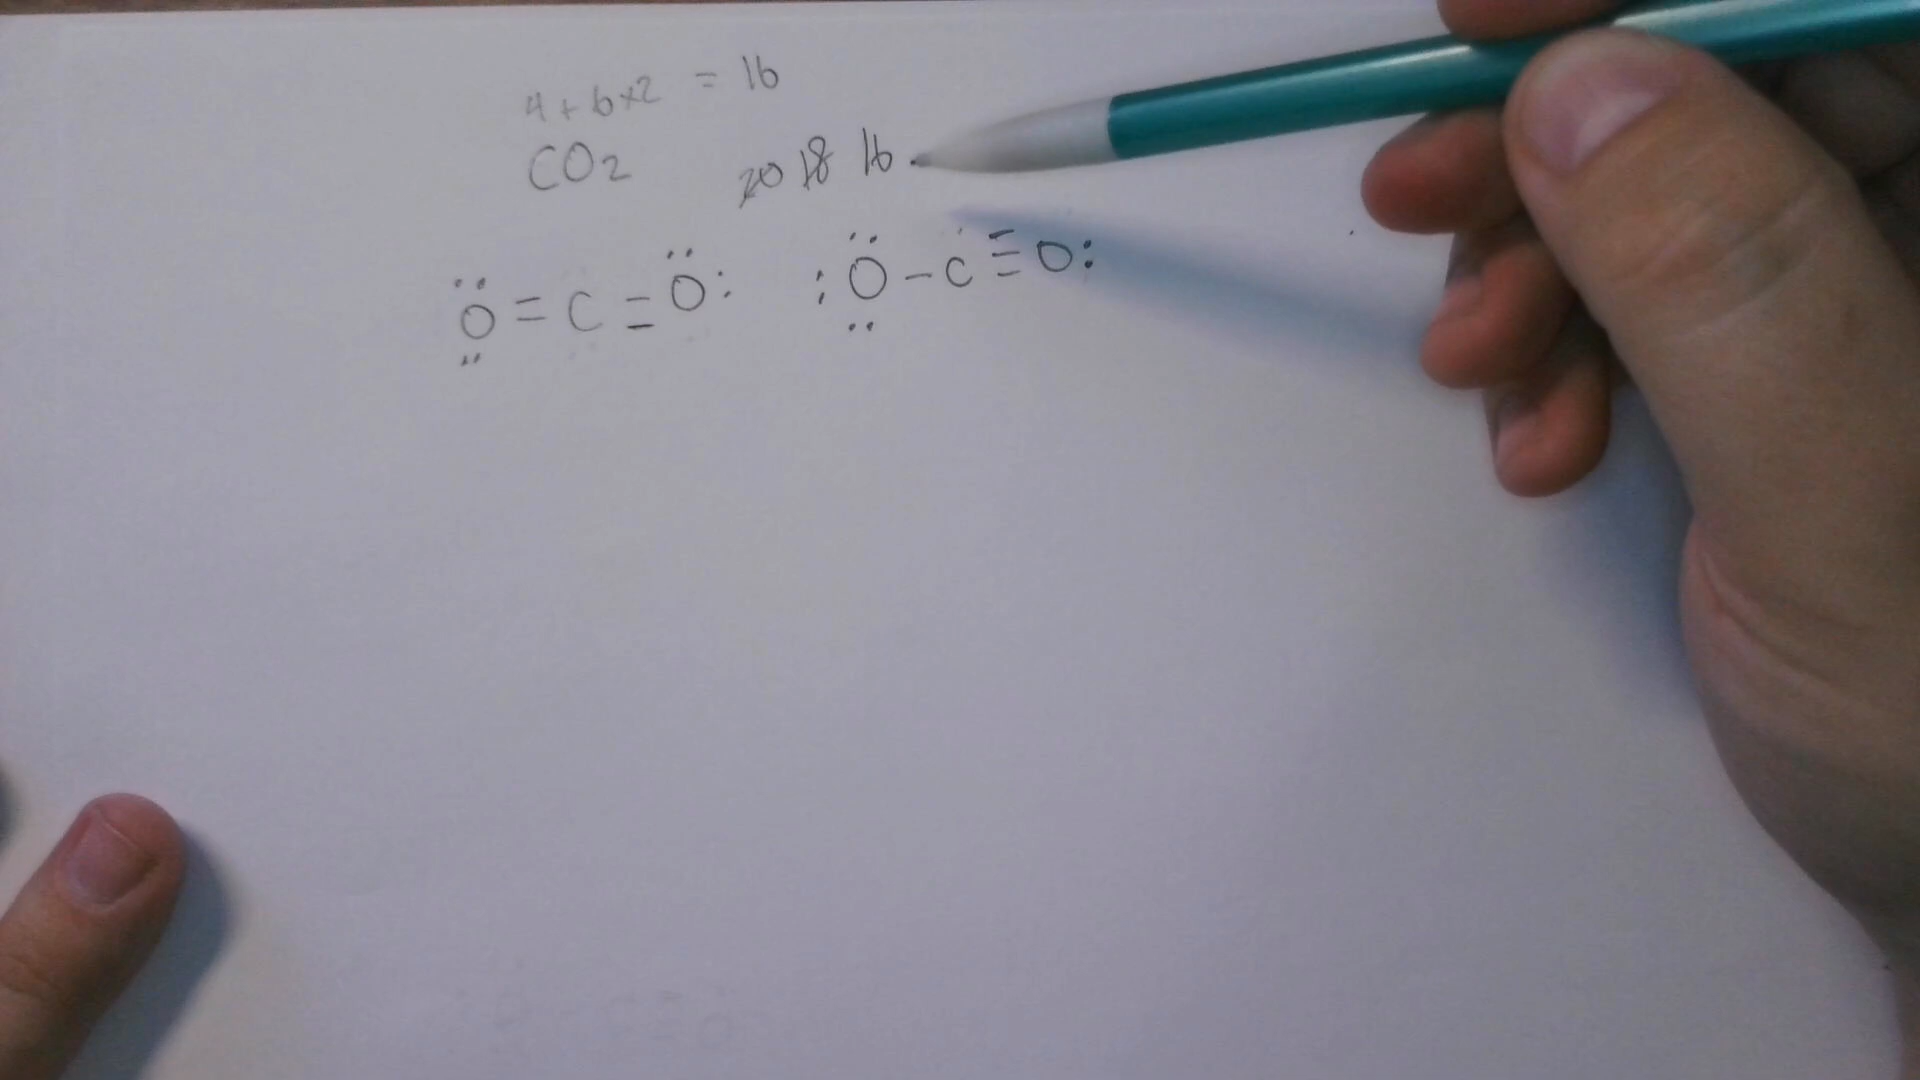 4 + 6x2 = 16
CO2 20 18 16
Ö = C = Ö: :Ö - C ≡ O: